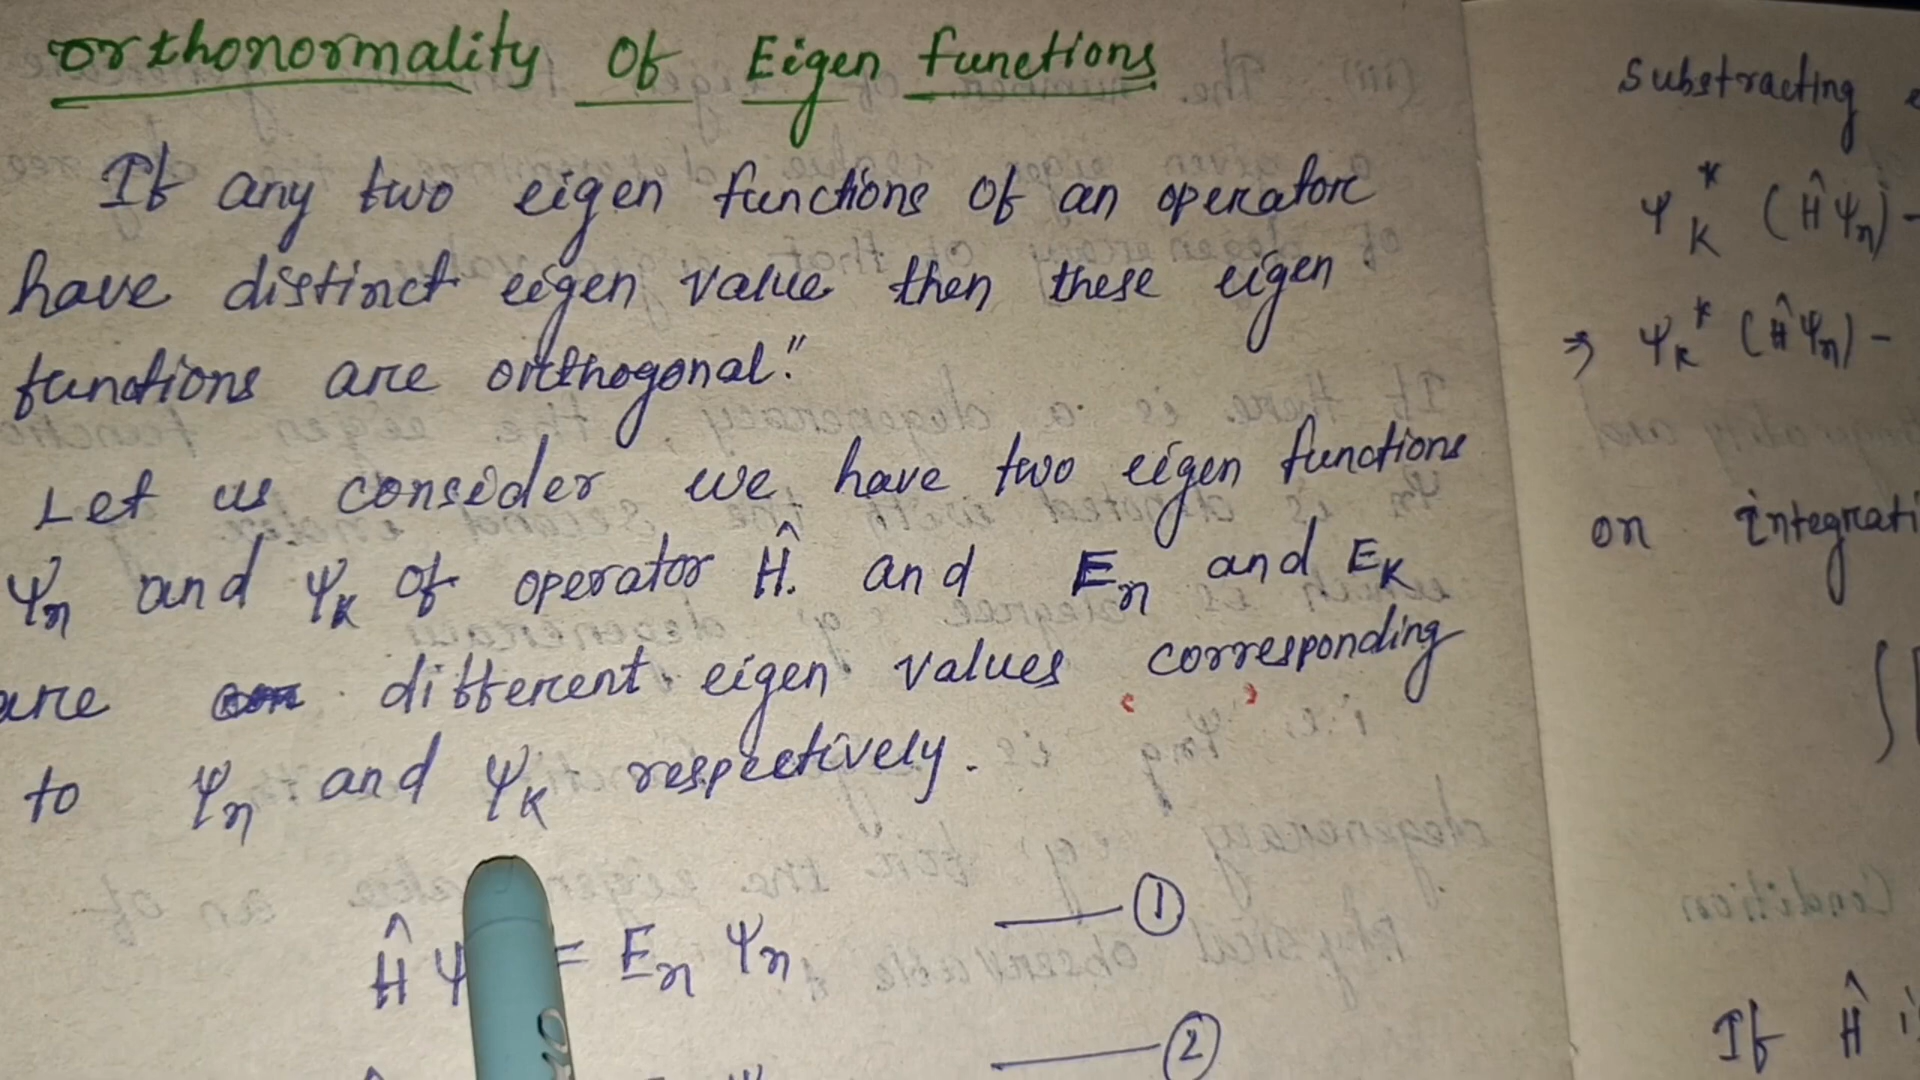 Orthonormality Of Eigen functions
If any two eigen functions of an operator
have distinct eigen value then these eigen
functions are orthogonal."
Let us consider we have two eigen functions
Ψn and Ψk of operator Ĥ. and En and EK
are different eigen values corresponding
to Ψn and ΨK respectively.
Ĥ Ψ = En Ψn —— ①
—— ②
Substracting
ΨK* (ĤΨn) -
⇒ ΨK* (ĤΨn) -
on
∫
If Ĥ